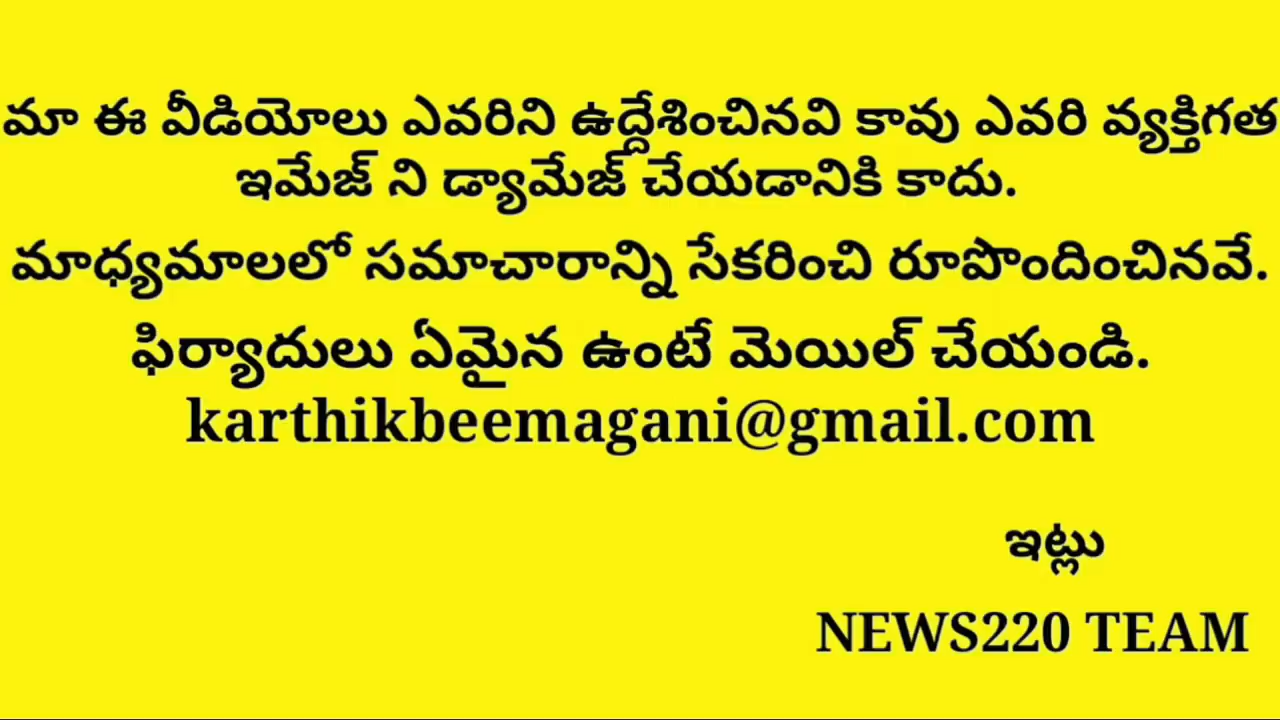 మా ఈ వీడియోలు ఎవరిని ఉద్దేశించినవి కావు ఎవరి వ్యక్తిగత
ఇమేజ్ ని డ్యామేజ్ చేయడానికి కాదు.
మాధ్యమాలలో సమాచారాన్ని సేకరించి రూపొందించినవే.
ఫిర్యాదులు ఏమైన ఉంటే మెయిల్ చేయండి.
karthikbeemagani@gmail.com
ఇట్లు
NEWS220 TEAM